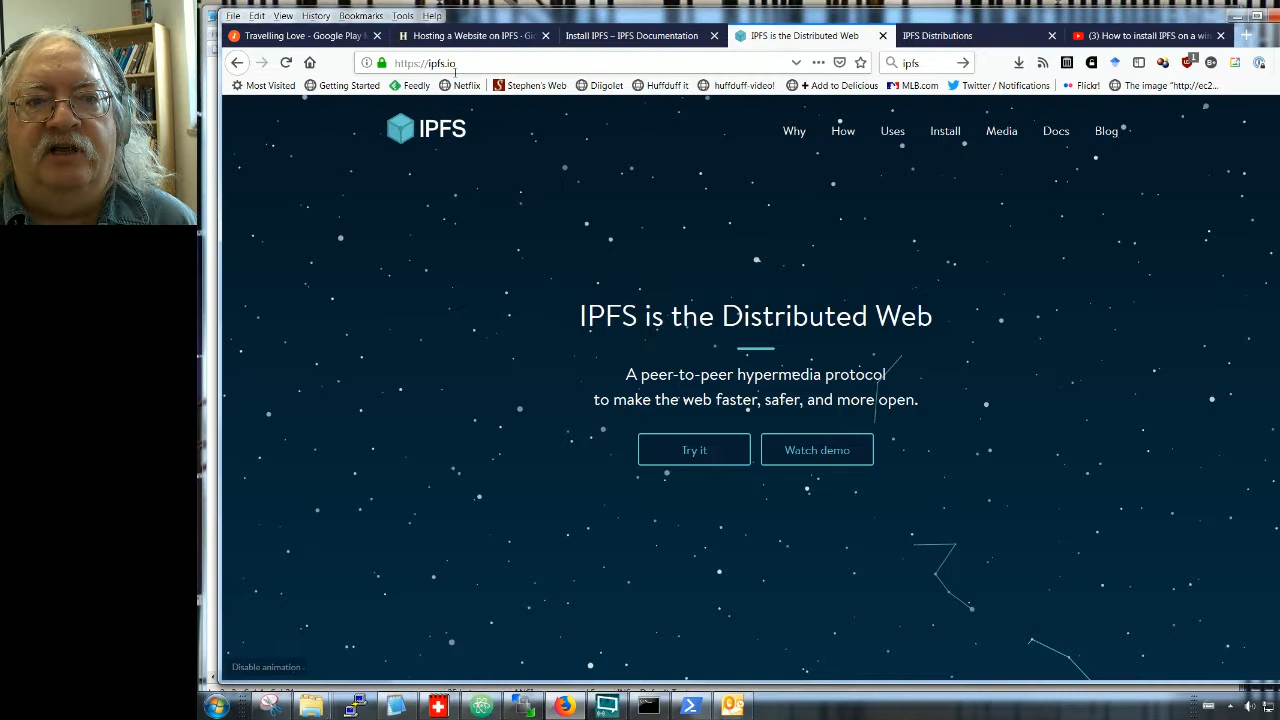 File Edit View History Bookmarks Tools Help
Travelling Love - Google Play
Hosting a Website on IPFS · Gi
Install IPFS – IPFS Documentation
IPFS is the Distributed Web
IPFS Distributions
(3) How to install IPFS on a win
https://ipfs.io
ipfs
1
Most Visited Getting Started Feedly Netflix Stephen's Web Diigolet Huffduff it huffduff-video! + Add to Delicious MLB.com Twitter / Notifications Flickr! The image "http://ec2...
IPFS
Why How Uses Install Media Docs Blog
IPFS is the Distributed Web
A peer-to-peer hypermedia protocol
to make the web faster, safer, and more open.
Try it
Watch demo
Disable animation